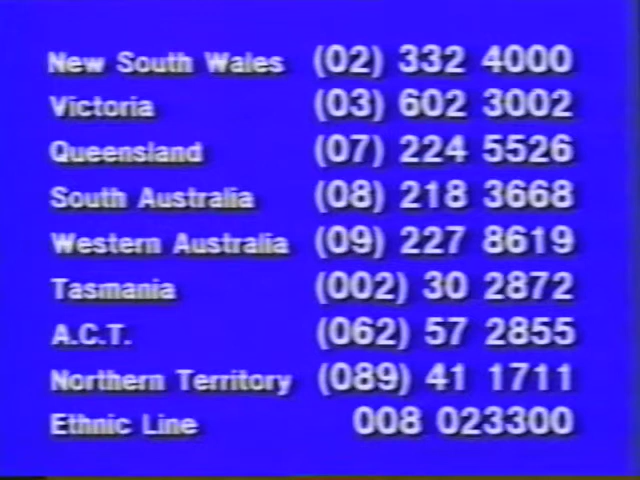 New South Wales (02) 332 4000
Victoria (03) 602 3002
Queensland (07) 224 5526
South Australia (08) 218 3668
Western Australia (09) 227 8619
Tasmania (002) 30 2872
A.C.T. (062) 57 2855
Northern Territory (089) 41 1711
Ethnic Line 008 023300